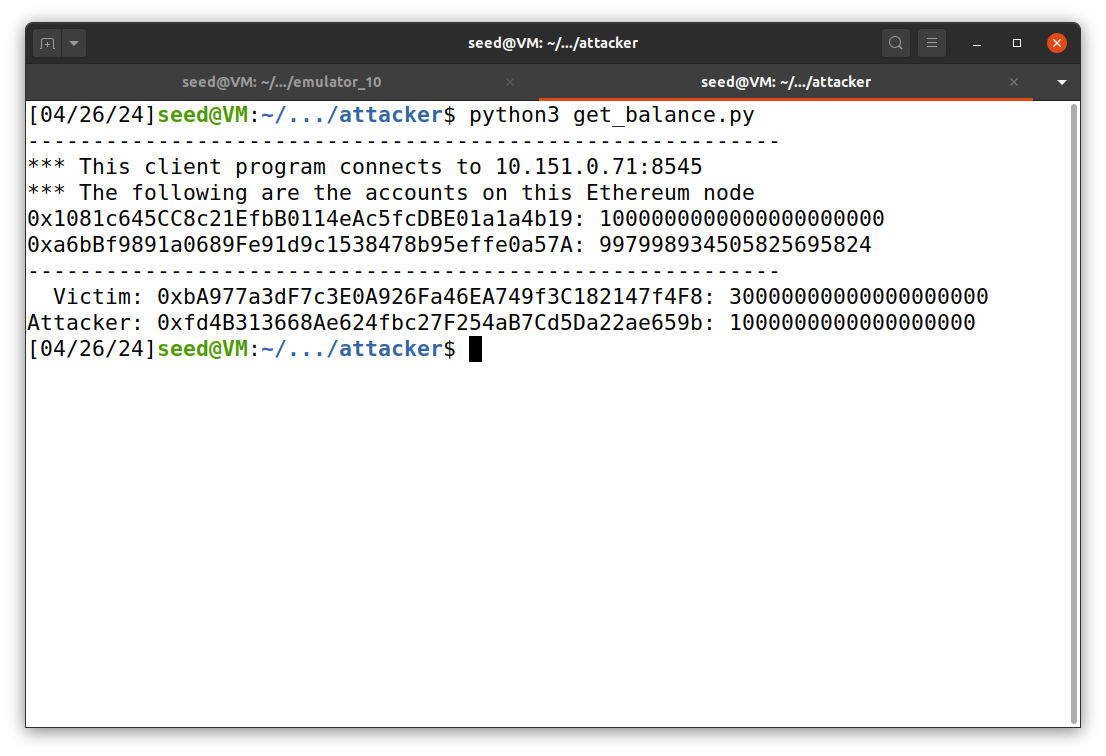 seed@VM: ~/.../attacker
seed@VM: ~/.../emulator_10
seed@VM: ~/.../attacker
[04/26/24]seed@VM:~/.../attacker$ python3 get_balance.py
----------------------------------------------------------
*** This client program connects to 10.151.0.71:8545
*** The following are the accounts on this Ethereum node
0x1081c645CC8c21EfbB0114eAc5fcDBE01a1a4b19: 1000000000000000000000
0xa6bBf9891a0689Fe91d9c1538478b95effe0a57A: 997998934505825695824
----------------------------------------------------------
  Victim: 0xbA977a3dF7c3E0A926Fa46EA749f3C182147f4F8: 30000000000000000000
Attacker: 0xfd4B313668Ae624fbc27F254aB7Cd5Da22ae659b: 1000000000000000000
[04/26/24]seed@VM:~/.../attacker$